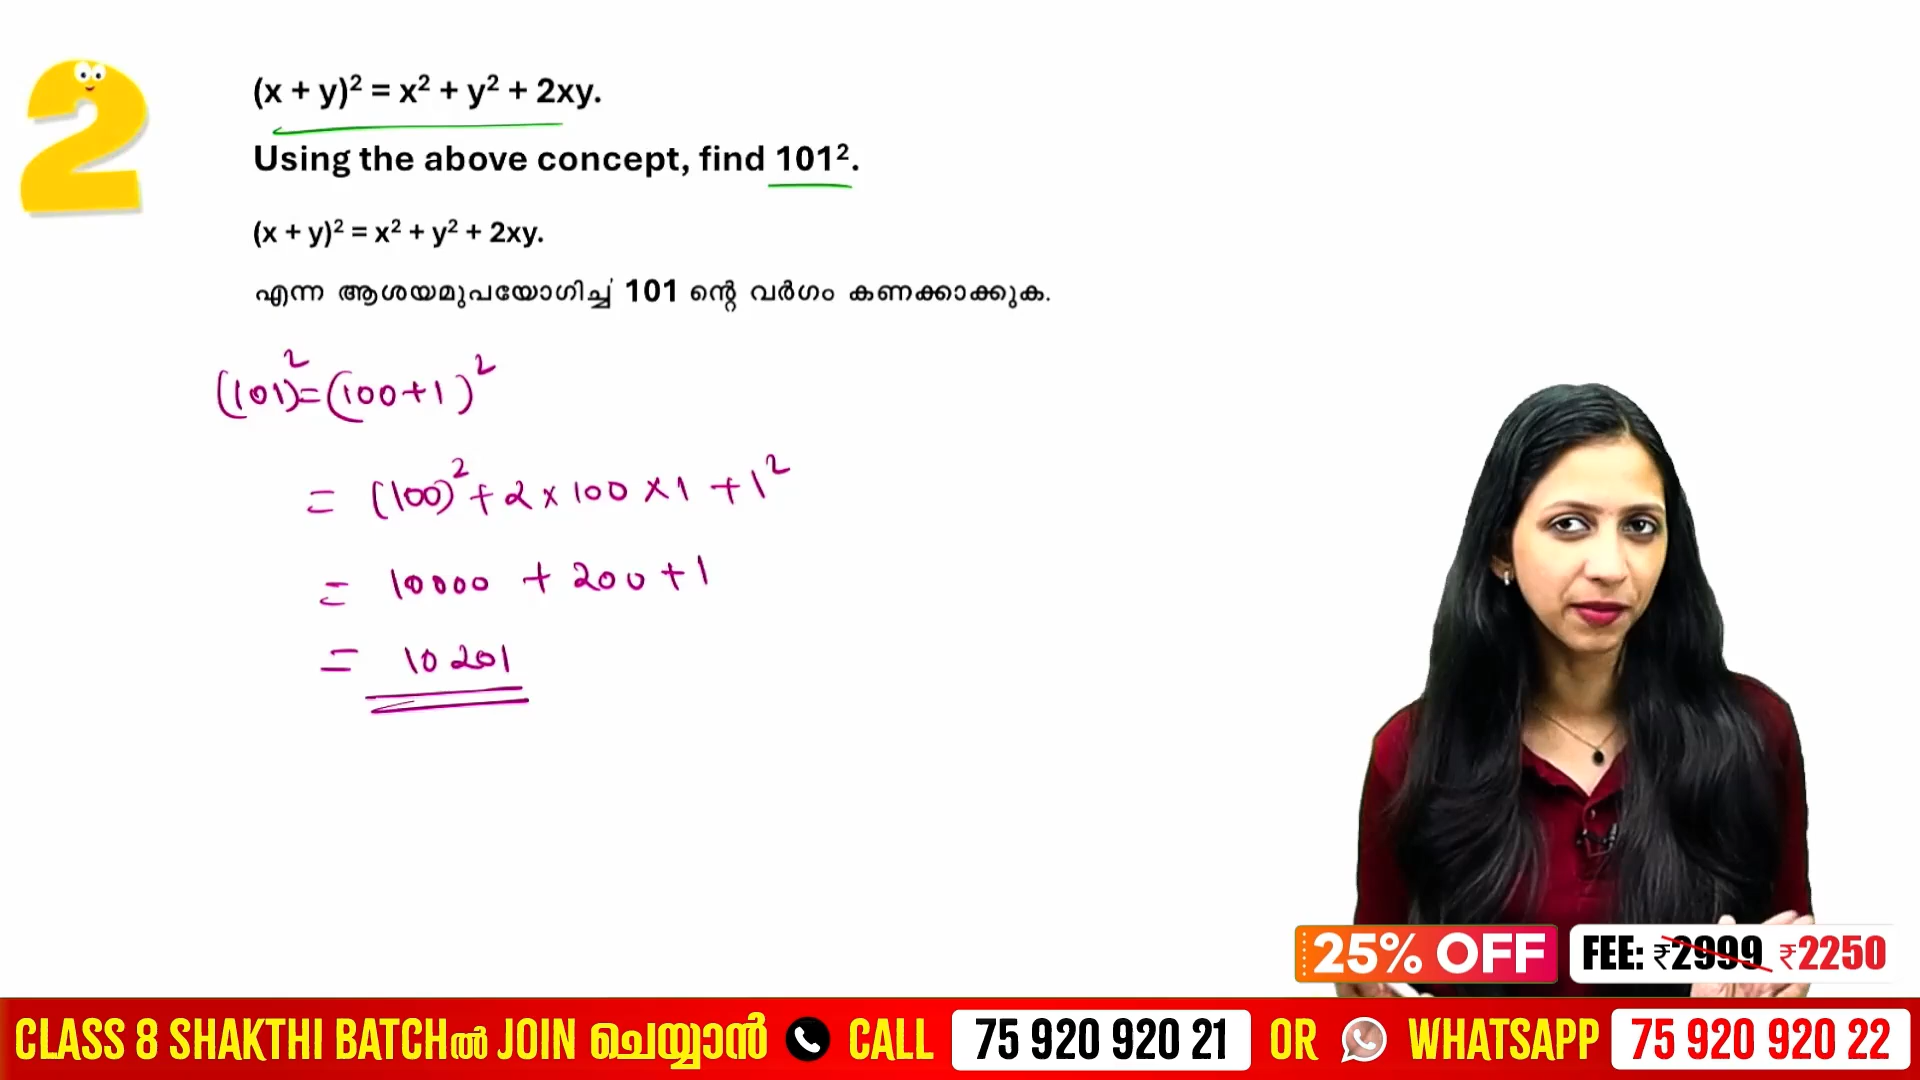 2
(x + y)² = x² + y² + 2xy.
Using the above concept, find 101².
(x + y)² = x² + y² + 2xy.
എന്ന ആശയമുപയോഗിച്ച് 101 ന്റെ വർഗം കണക്കാക്കുക.
(101)² = (100+1)²
= (100)² + 2 × 100 × 1 + 1²
= 10000 + 200 + 1
= 10201
25% OFF FEE: ₹2999 ₹2250
CLASS 8 SHAKTHI BATCHൽ JOIN ചെയ്യാൻ CALL 75 920 920 21 OR WHATSAPP 75 920 920 22